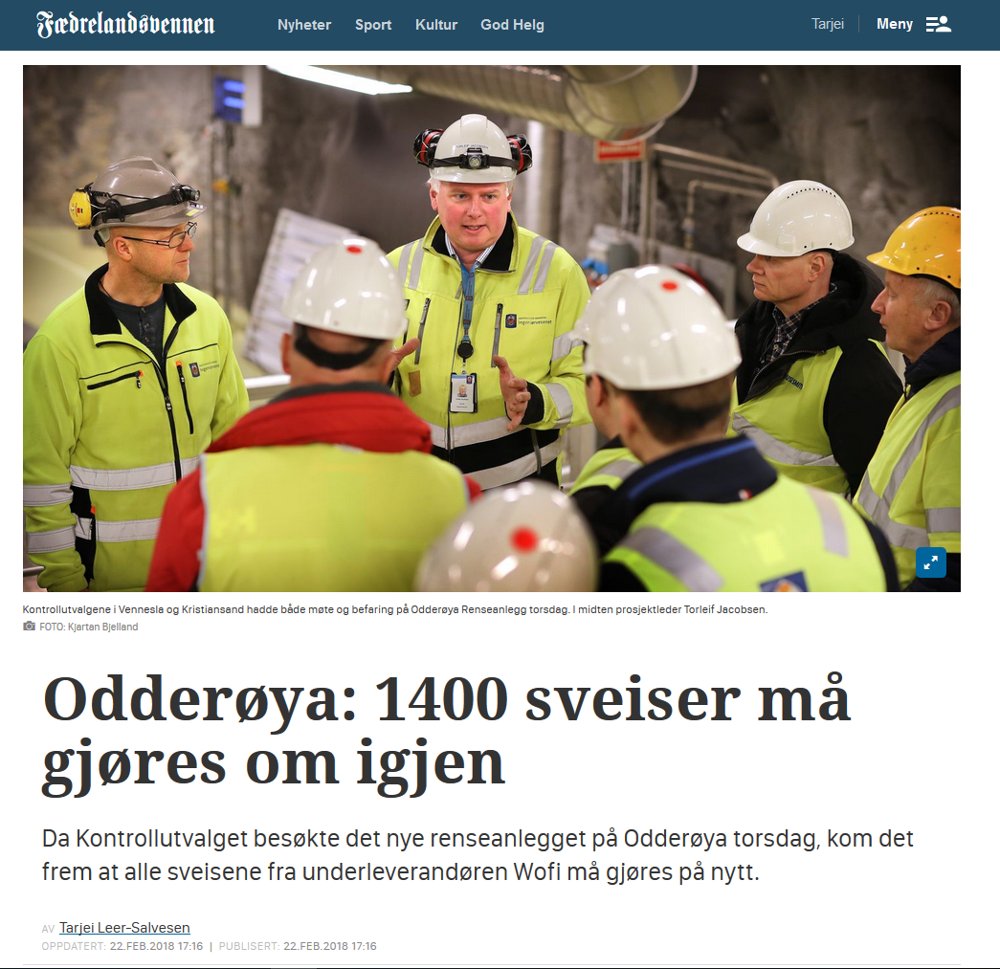 Fædrelandsvennen
Nyheter Sport Kultur God Helg
Tarjei Meny
Kontrollutvalgene i Vennesla og Kristiansand hadde både møte og befaring på Odderøya Renseanlegg torsdag. I midten prosjektleder Torleif Jacobsen.
FOTO: Kjartan Bjelland
Odderøya: 1400 sveiser må
gjøres om igjen
Da Kontrollutvalget besøkte det nye renseanlegget på Odderøya torsdag, kom det
frem at alle sveisene fra underleverandøren Wofi må gjøres på nytt.
AV Tarjei Leer-Salvesen
OPPDATERT: 22.FEB.2018 17:16 | PUBLISERT: 22.FEB.2018 17:16